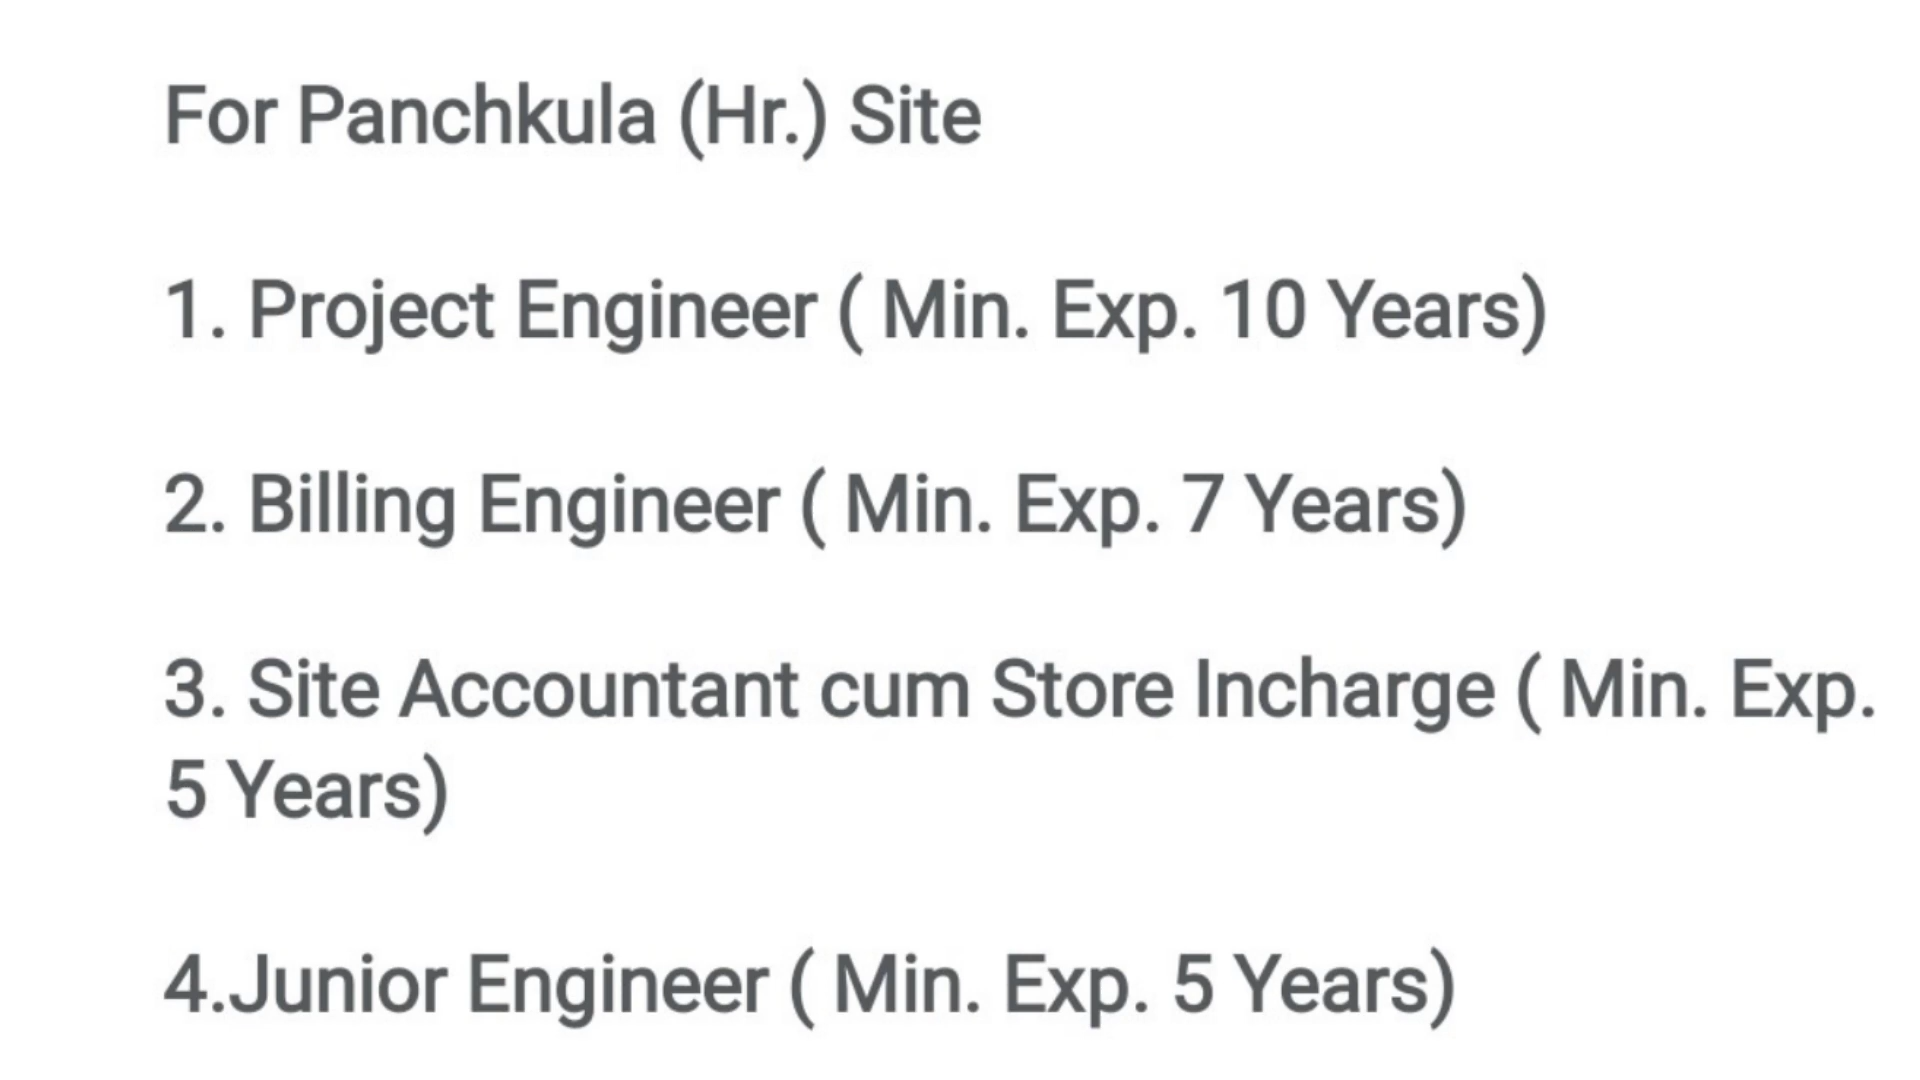 For Panchkula (Hr.) Site
1. Project Engineer ( Min. Exp. 10 Years)
2. Billing Engineer ( Min. Exp. 7 Years)
3. Site Accountant cum Store Incharge ( Min. Exp.
5 Years)
4.Junior Engineer ( Min. Exp. 5 Years)